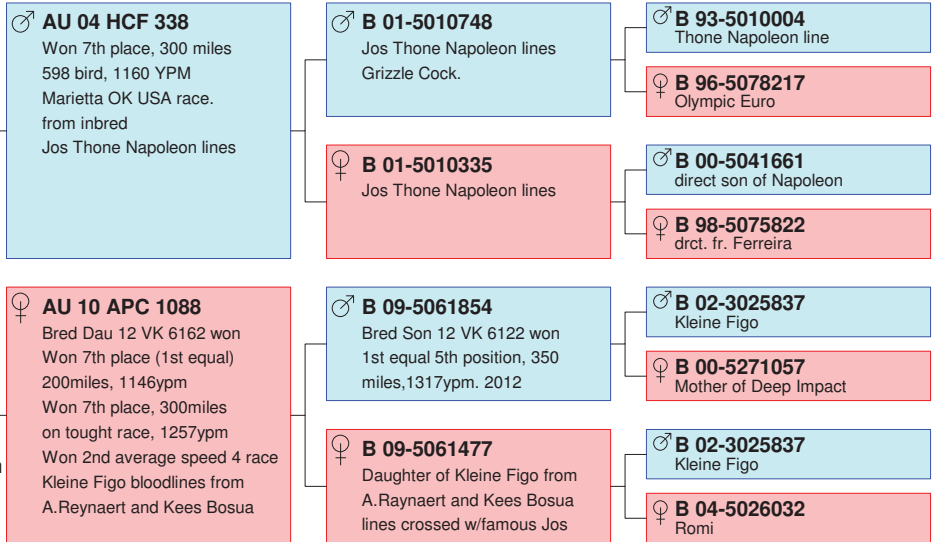 AU 04 HCF 338
Won 7th place, 300 miles
598 bird, 1160 YPM
Marietta OK USA race.
from inbred
Jos Thone Napoleon lines
AU 10 APC 1088
Bred Dau 12 VK 6162 won
Won 7th place (1st equal)
200miles, 1146ypm
Won 7th place, 300miles
on tought race, 1257ypm
Won 2nd average speed 4 race
Kleine Figo bloodlines from
A.Reynaert and Kees Bosua
B 01-5010748
Jos Thone Napoleon lines
Grizzle Cock.
B 01-5010335
Jos Thone Napoleon lines
B 09-5061854
Bred Son 12 VK 6122 won
1st equal 5th position, 350
miles,1317ypm. 2012
B 09-5061477
Daughter of Kleine Figo from
A.Raynaert and Kees Bosua
lines crossed w/famous Jos
B 93-5010004
Thone Napoleon line
B 96-5078217
Olympic Euro
B 00-5041661
direct son of Napoleon
B 98-5075822
drct. fr. Ferreira
B 02-3025837
Kleine Figo
B 00-5271057
Mother of Deep Impact
B 02-3025837
Kleine Figo
B 04-5026032
Romi